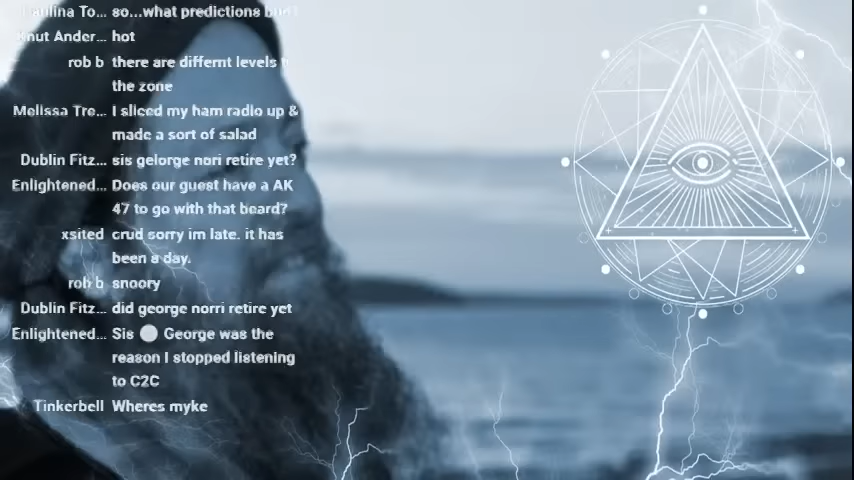 so...what predictions
hot
rob b there are differnt levels
the zone
Melissa Tre... I sliced my ham radio up &
made a sort of salad
Dublin Fitz... sis gelorge nori retire yet?
Enlightened... Does our guest have a AK
47 to go with that beard?
xsited crud sorry im late. it has
been a day.
rob b snoory
Dublin Fitz... did george norri retire yet
Enlightened... Sis George was the
reason I stopped listening
to C2C
Tinkerbell Wheres myke